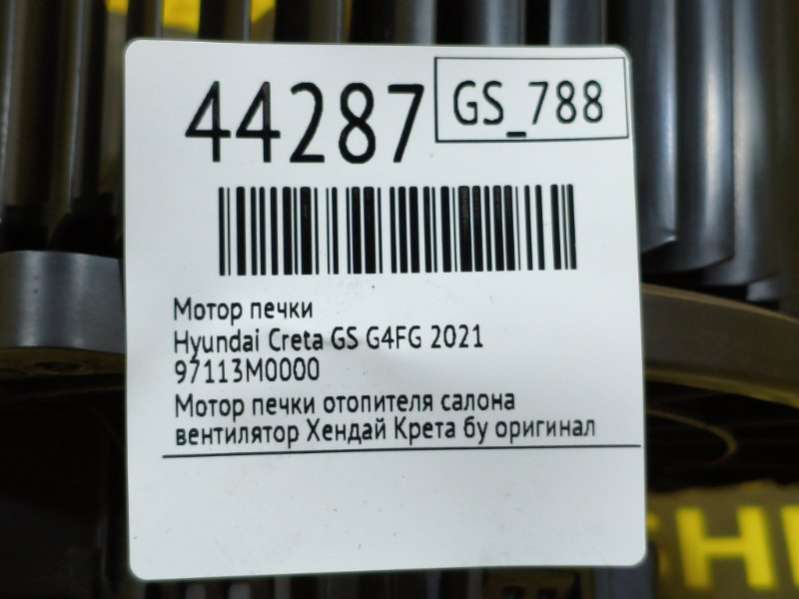 44287
GS_788
Мотор печки
Hyundai Creta GS G4FG 2021
97113M0000
Мотор печки отопителя салона
вентилятор Хендай Крета бу оригинал